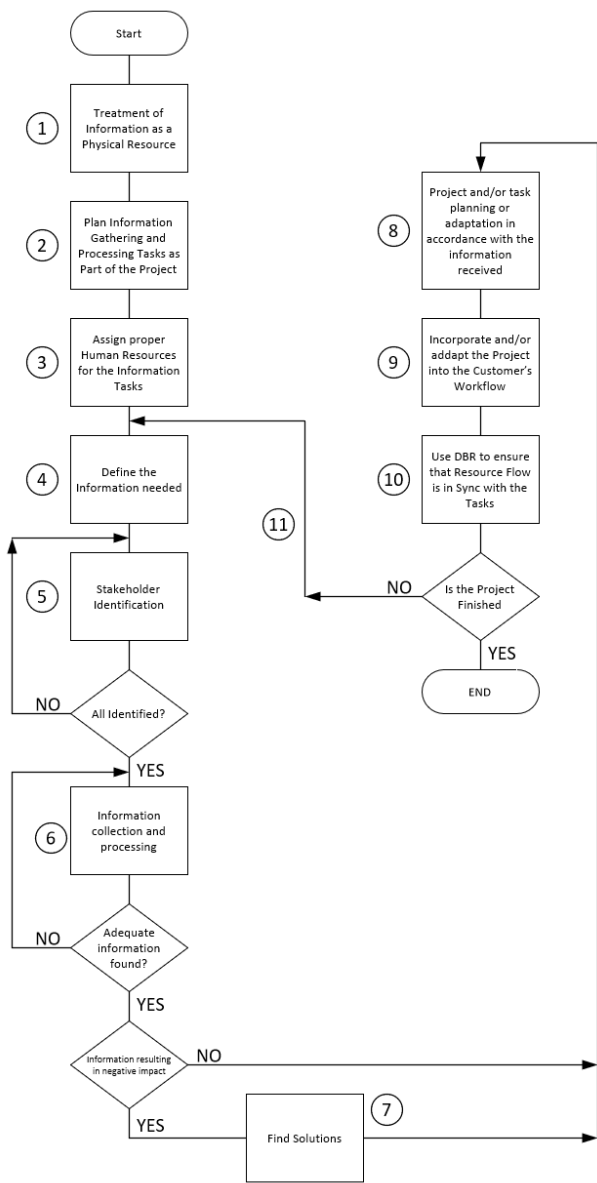 Start
1
Treatment of
Information as a
Physical Resource
2
Plan Information
Gathering and
Processing Tasks as
Part of the Project
3
Assign proper
Human Resources
for the Information
Tasks
4
Define the
Information needed
5
Stakeholder
Identification
NO
All Identified?
YES
6
Information
collection and
processing
NO
Adequate
information
found?
YES
Information resulting
in negative impact
NO
YES
Find Solutions
7
8
Project and/or task
planning or
adaptation in
accordance with the
information
received
9
Incorporate and/or
addapt the Project
into the Customer's
Workflow
10
Use DBR to ensure
that Resource Flow
is in Sync with the
Tasks
11
NO
Is the Project
Finished
YES
END